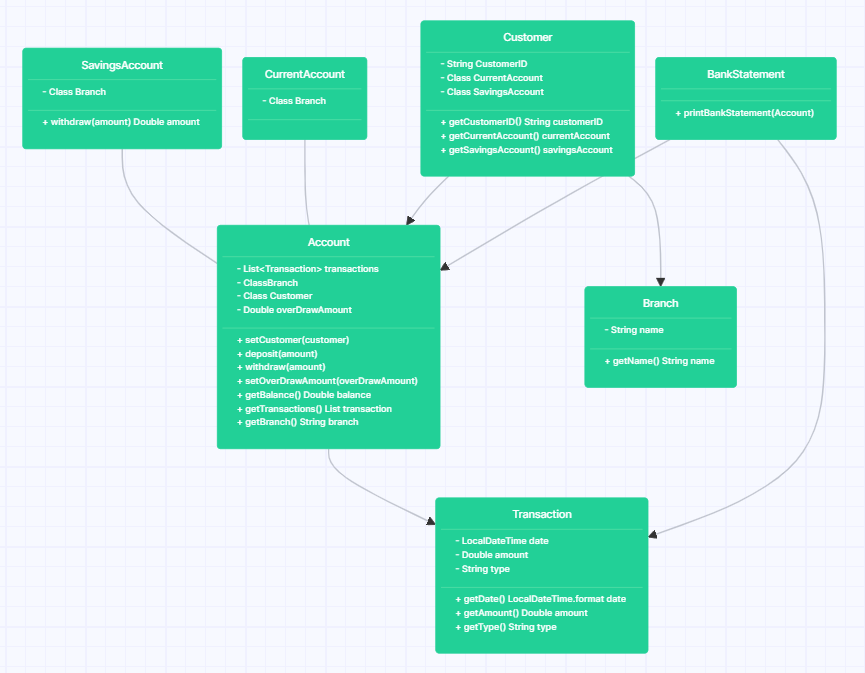 SavingsAccount
- Class Branch
+ withdraw(amount) Double amount
CurrentAccount
- Class Branch
Customer
- String CustomerID
- Class CurrentAccount
- Class SavingsAccount
+ getCustomerID() String customerID
+ getCurrentAccount() currentAccount
+ getSavingsAccount() savingsAccount
BankStatement
+ printBankStatement(Account)
Account
- List<Transaction> transactions
- ClassBranch
- Class Customer
- Double overDrawAmount
+ setCustomer(customer)
+ deposit(amount)
+ withdraw(amount)
+ setOverDrawAmount(overDrawAmount)
+ getBalance() Double balance
+ getTransactions() List transaction
+ getBranch() String branch
Branch
- String name
+ getName() String name
Transaction
- LocalDateTime date
- Double amount
- String type
+ getDate() LocalDateTime.format date
+ getAmount() Double amount
+ getType() String type